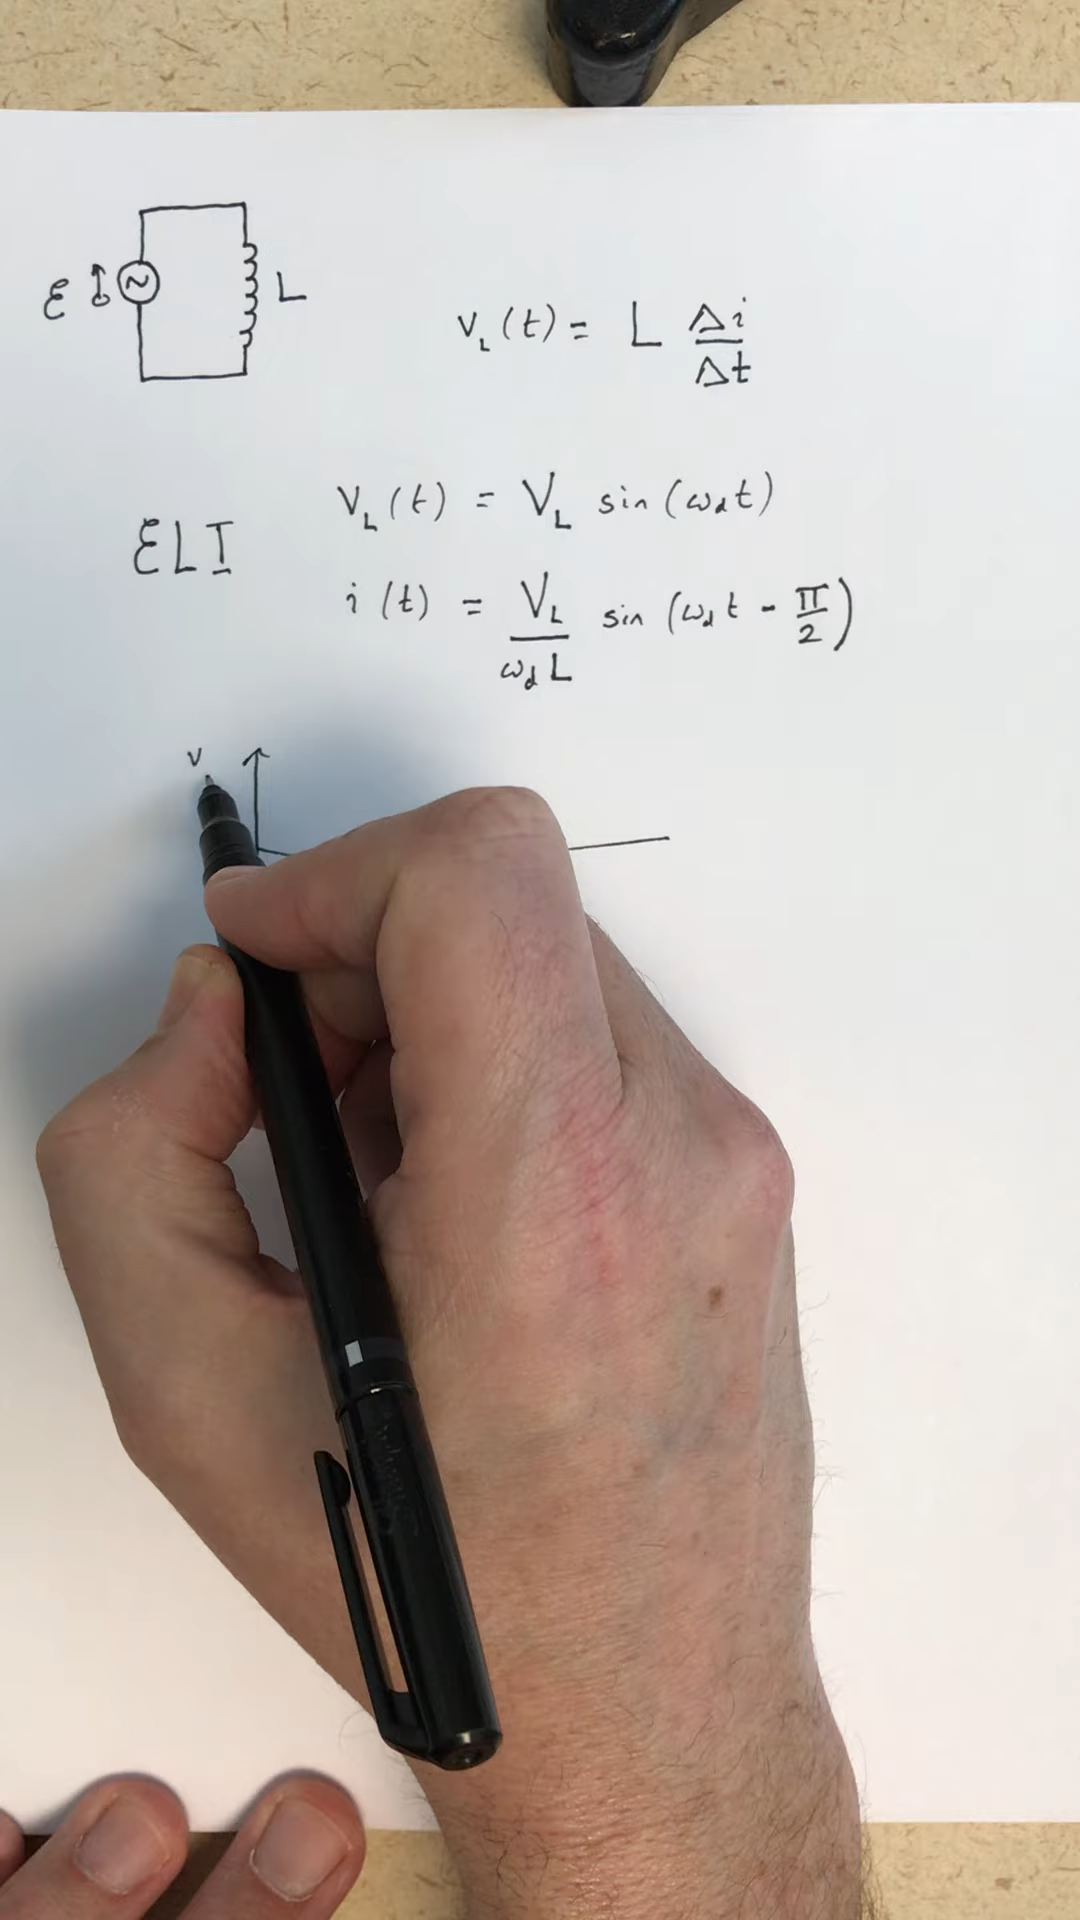 ℰ L
v_L(t) = L Δi/Δt
V_L(t) = V_L sin(ω_d t)
ℰLI
i(t) = V_L/(ω_d L) sin(ω_d t - π/2)
v